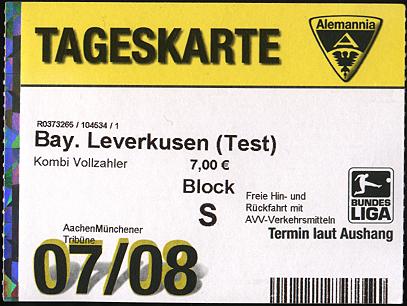 TAGESKARTE
Alemannia
R0373265 / 104534 / 1
Bay. Leverkusen (Test)
Kombi Vollzahler 7,00 €
Block
S
Freie Hin- und
Rückfahrt mit
AVV-Verkehrsmitteln
BUNDES
LIGA
Termin laut Aushang
AachenMünchener
Tribüne
07/08